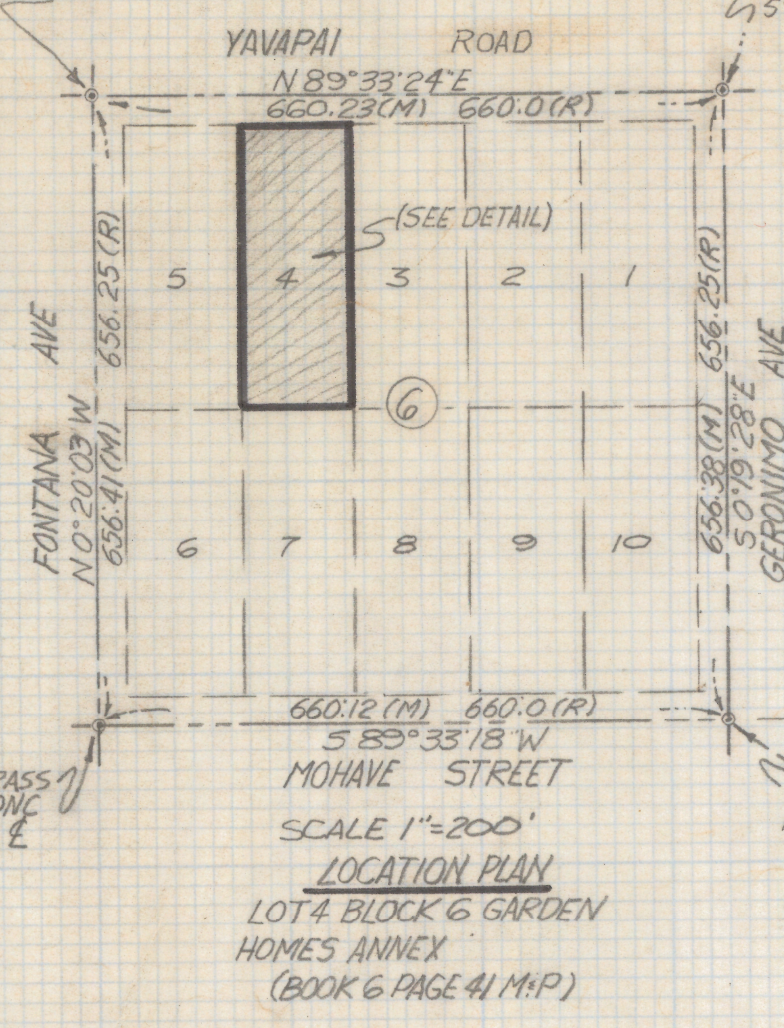 5
YAVAPAI ROAD
N 89°33'24"E
660.23(M) 660.0(R)
(SEE DETAIL)
5 4 3 2 1
FONTANA AVE
N 0°20'03"W
656.41(M) 656.25(R)
6
656.38(M) 656.25(R)
S 0°19'28"E
GERONIMO AVE
6 7 8 9 10
660.12(M) 660.0(R)
S 89°33'18"W
MOHAVE STREET
SCALE 1"=200'
LOCATION PLAN
LOT 4 BLOCK 6 GARDEN
HOMES ANNEX
(BOOK 6 PAGE 41 M&P)